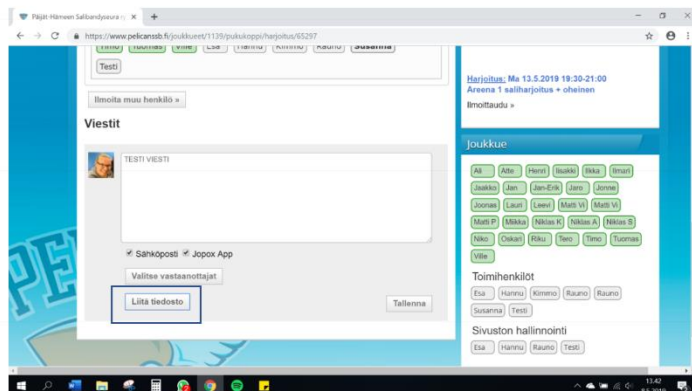 Päijät-Hämeen Salibandyseura
https://www.pelicanssb.fi/joukkueet/1139/pukukoppi/harjoitus/65297
Timo Tuomas Ville Esa Hannu Kimmo Rauno Susanna
Testi
Ilmoita muu henkilö »
Viestit
TESTI VIESTI
Sähköposti Jopox App
Valitse vastaanottajat
Liitä tiedosto
Tallenna
Harjoitus: Ma 13.5.2019 19:30-21:00
Areena 1 saliharjoitus + oheinen
Ilmoittaudu »
Joukkue
Ali Atte Henri Iisakki Iikka Ilmari
Jaakko Jan Jan-Erik Jaro Jonne
Joonas Lauri Leevi Matti Vi Matti Vi
Matti P Miikka Niklas K Niklas A Niklas S
Niko Oskari Riku Tero Timo Tuomas
Ville
Toimihenkilöt
Esa Hannu Kimmo Rauno Rauno
Susanna Testi
Sivuston hallinnointi
Esa Hannu Rauno Testi
PEL
13.42